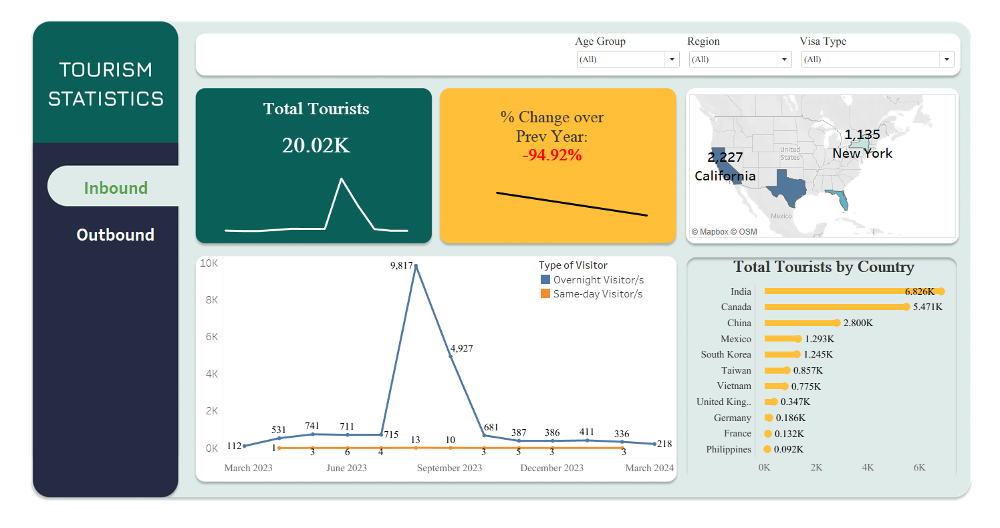 TOURISM
STATISTICS
Inbound
Outbound
Age Group
Region
Visa Type
(All)
(All)
(All)
Total Tourists
20.02K
% Change over
Prev Year:
-94.92%
1,135
New York
2,227
California
United
States
Mexico
© Mapbox © OSM
10K
8K
6K
4K
2K
0K
Type of Visitor
Overnight Visitor/s
Same-day Visitor/s
9,817
4,927
112
531
741
711
715
681
387
386
411
336
218
1
3
6
4
13
10
3
5
3
3
March 2023
June 2023
September 2023
December 2023
March 2024
Total Tourists by Country
India 6.826K
Canada 5.471K
China 2.800K
Mexico 1.293K
South Korea 1.245K
Taiwan 0.857K
Vietnam 0.775K
United King.. 0.347K
Germany 0.186K
France 0.132K
Philippines 0.092K
0K 2K 4K 6K